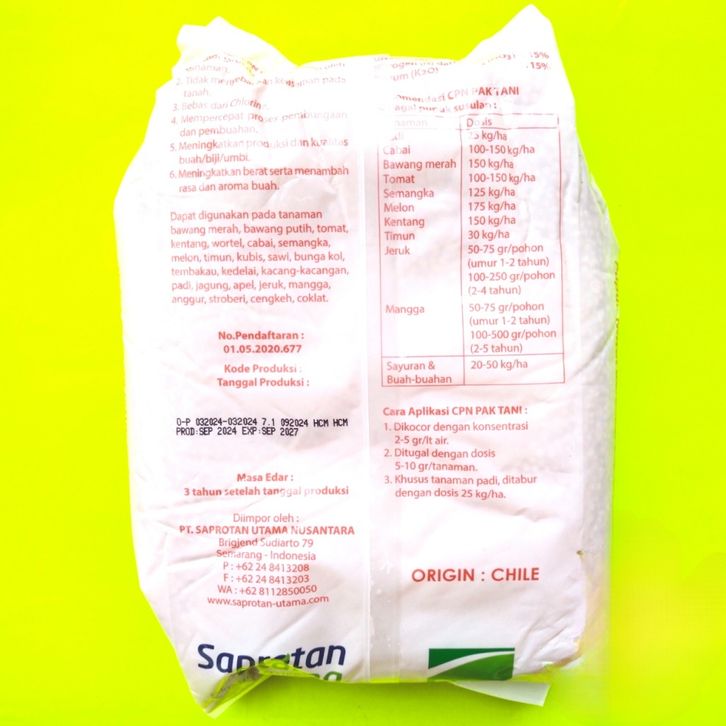 2. Tidak menyebabkan keasaman pada
tanah.
3. Bebas dari Chlorine.
4. Mempercepat proses pembungaan
dan pembuahan.
5. Meningkatkan produksi dan kualitas
buah/biji/umbi.
6. Meningkatkan berat serta menambah
rasa dan aroma buah.
Dapat digunakan pada tanaman
bawang merah, bawang putih, tomat,
kentang, wortel, cabai, semangka,
melon, timun, kubis, sawi, bunga kol,
tembakau, kedelai, kacang-kacangan,
padi, jagung, apel, jeruk, mangga,
anggur, stroberi, cengkeh, coklat.
No.Pendaftaran :
01.05.2020.677
Kode Produksi :
Tanggal Produksi :
O-P 032024-032024 7.1 092024 HCM HCM
PROD:SEP 2024 EXP:SEP 2027
Masa Edar :
3 tahun setelah tanggal produksi
Diimpor oleh :
PT. SAPROTAN UTAMA NUSANTARA
Brigjend Sudiarto 79
Semarang - Indonesia
P : +62 24 8413208
F : +62 24 8413203
WA : +62 8112850050
www.saprotan-utama.com
Saprotan
15%
CPN PAK TANI
Dosis
25 kg/ha
Cabai 100-150 kg/ha
Bawang merah 150 kg/ha
Tomat 100-150 kg/ha
Semangka 125 kg/ha
Melon 175 kg/ha
Kentang 150 kg/ha
Timun 30 kg/ha
Jeruk 50-75 gr/pohon
(umur 1-2 tahun)
100-250 gr/pohon
(2-4 tahun)
Mangga 50-75 gr/pohon
(umur 1-2 tahun)
100-500 gr/pohon
(2-5 tahun)
Sayuran & 20-50 kg/ha
Buah-buahan
Cara Aplikasi CPN PAK TANI :
1. Dikocor dengan konsentrasi
2-5 gr/lt air.
2. Ditugal dengan dosis
5-10 gr/tanaman.
3. Khusus tanaman padi, ditabur
dengan dosis 25 kg/ha.
ORIGIN : CHILE